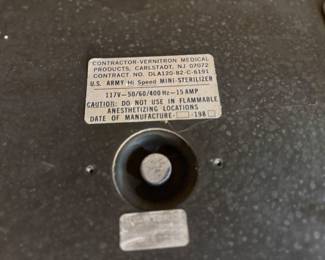 CONTRACTOR-VERNITRON MEDICAL
PRODUCTS, CARLSTADT, NJ 07072
CONTRACT NO. DLA120-82-C-6191
U.S. ARMY Hi Speed MINI-STERILIZER
117V-50/60/400 Hz-15 AMP
CAUTION: DO NOT USE IN FLAMMABLE
ANESTHETIZING LOCATIONS
DATE OF MANUFACTURE- -198